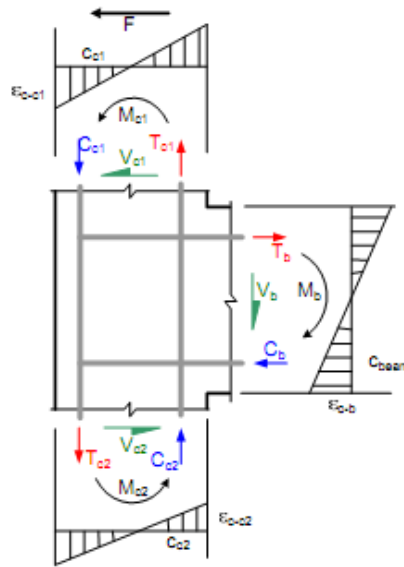 F
c_c1
ε_c-c1
M_c1
C_c1
T_c1
V_c1
T_b
M_b
V_b
C_b
c_beam
ε_c-b
V_c2
T_c2
C_c2
M_c2
ε_c-c2
c_c2